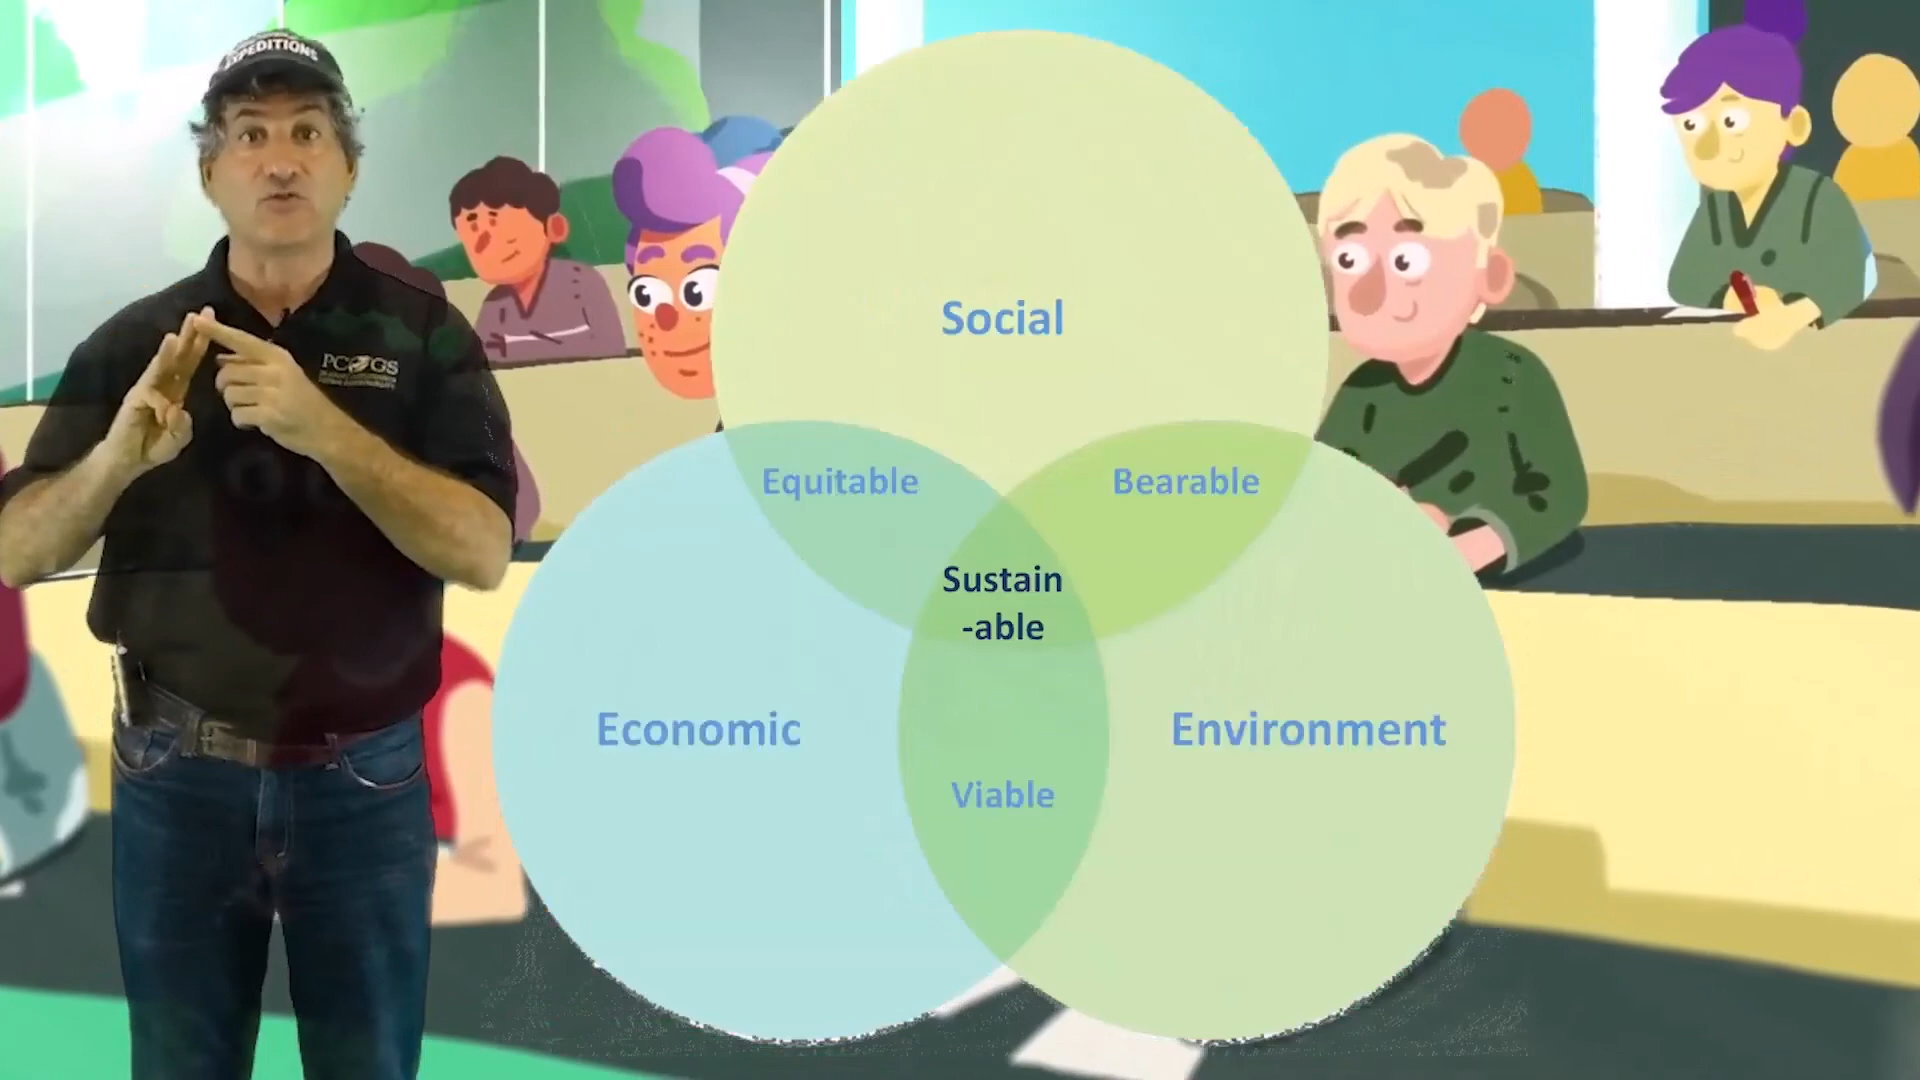 EXPEDITIONS
PCGS
Social
Equitable
Bearable
Sustain
-able
Economic
Environment
Viable